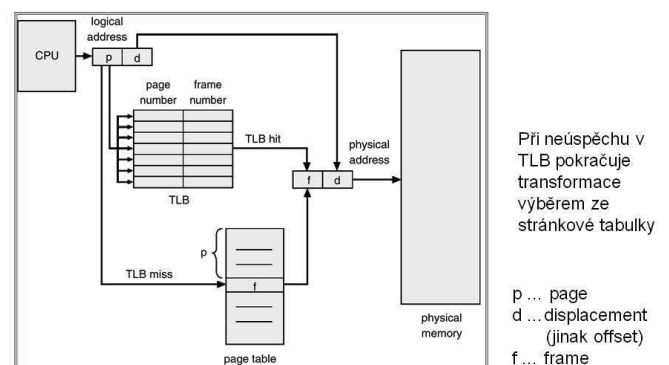 logical
address
CPU
p d
page frame
number number
TLB hit
physical
address
f d
TLB
p
TLB miss
f
page table
physical
memory
Při neúspěchu v
TLB pokračuje
transformace
výběrem ze
stránkové tabulky
p ... page
d ... displacement
(jinak offset)
f ... frame